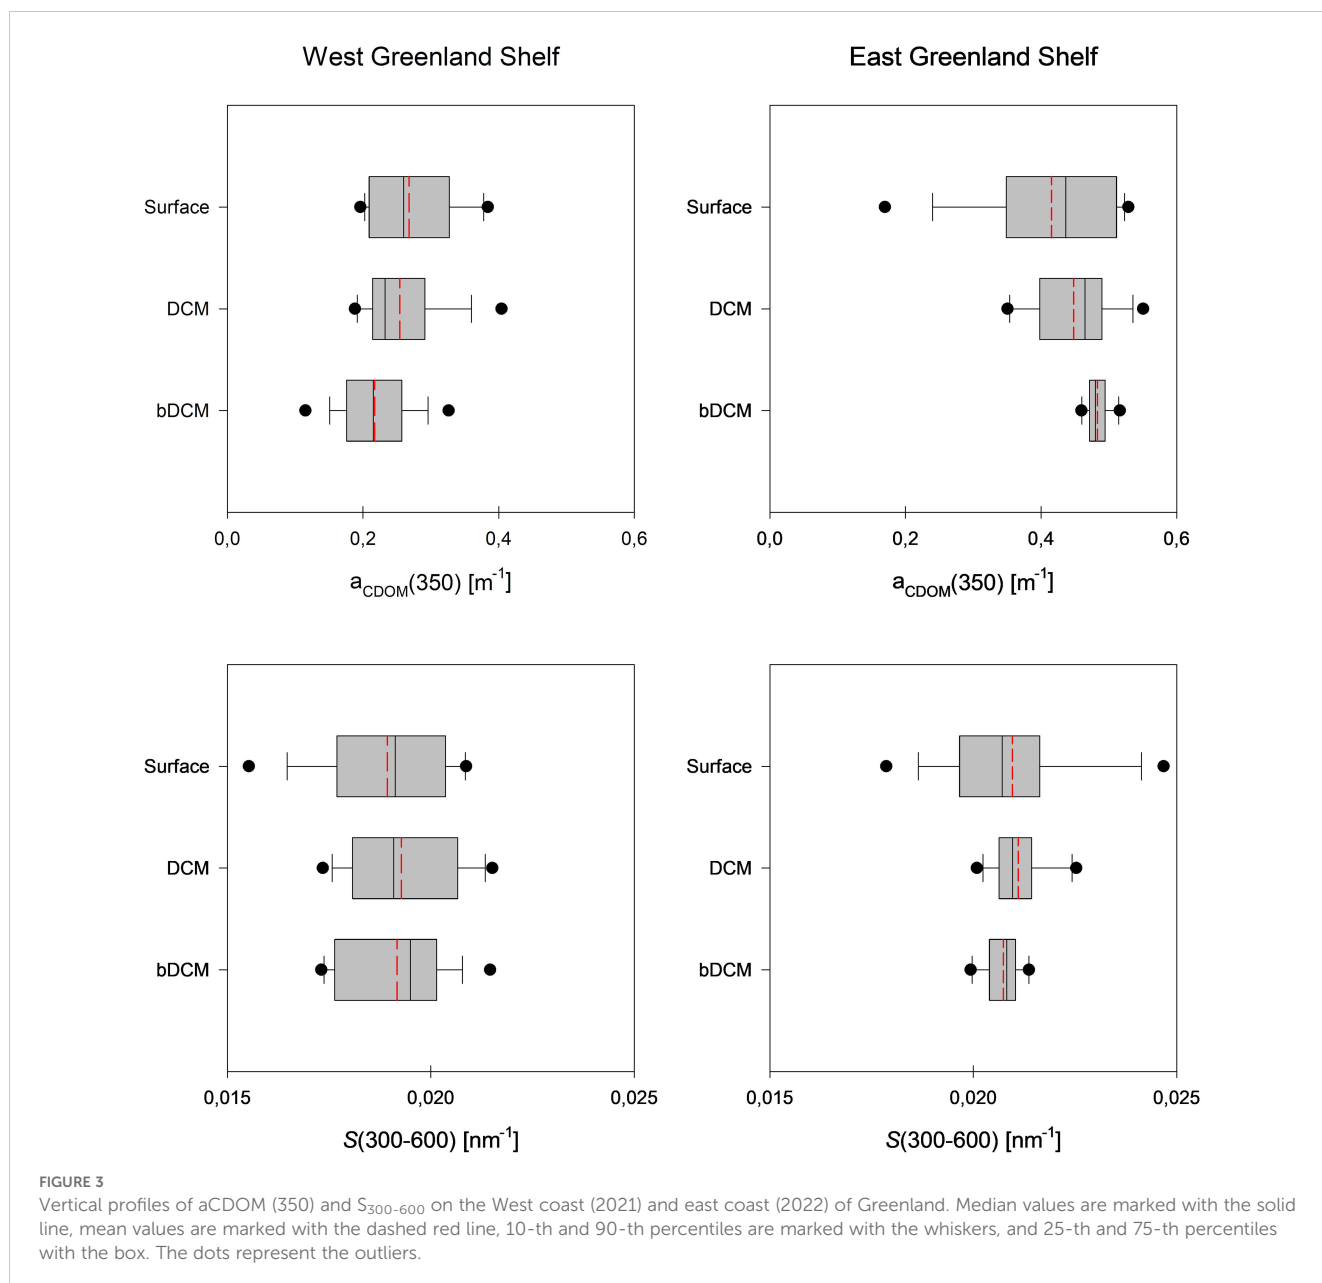 West Greenland Shelf
East Greenland Shelf
Surface
DCM
bDCM
0,0 0,2 0,4 0,6
aCDOM(350) [m-1]
Surface
DCM
bDCM
0,0 0,2 0,4 0,6
aCDOM(350) [m-1]
Surface
DCM
bDCM
0,015 0,020 0,025
S(300-600) [nm-1]
Surface
DCM
bDCM
0,015 0,020 0,025
S(300-600) [nm-1]
FIGURE 3
Vertical profiles of aCDOM (350) and S300-600 on the West coast (2021) and east coast (2022) of Greenland. Median values are marked with the solid
line, mean values are marked with the dashed red line, 10-th and 90-th percentiles are marked with the whiskers, and 25-th and 75-th percentiles
with the box. The dots represent the outliers.